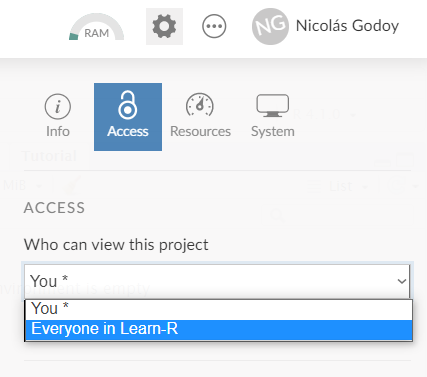 RAM
NG Nicolás Godoy
Info Access Resources System
ACCESS
Who can view this project
You *
You *
Everyone in Learn-R